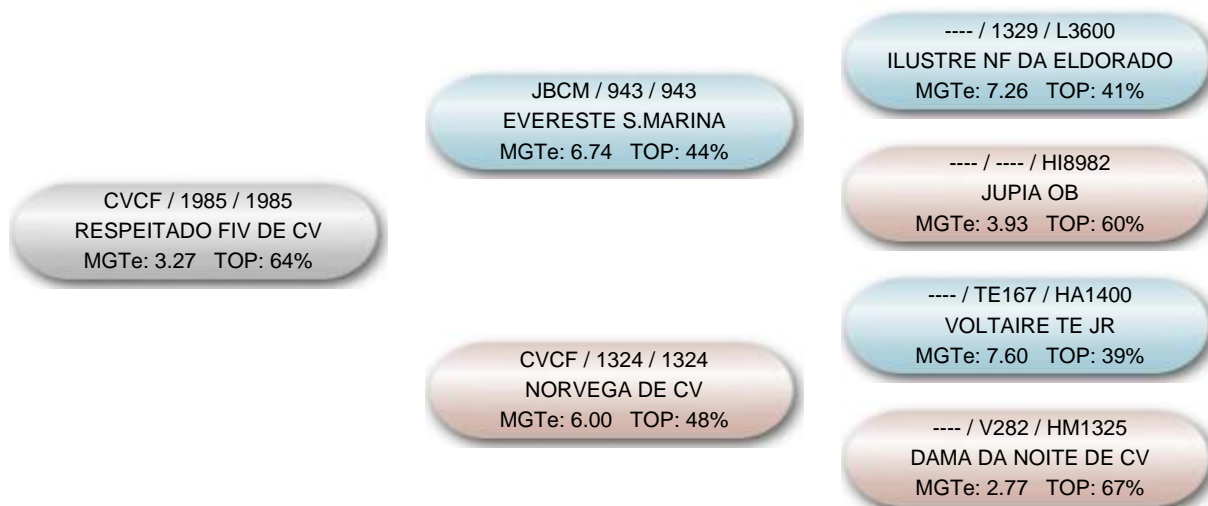 CVCF / 1985 / 1985
RESPEITADO FIV DE CV
MGTe: 3.27 TOP: 64%
JBCM / 943 / 943
EVERESTE S.MARINA
MGTe: 6.74 TOP: 44%
CVCF / 1324 / 1324
NORVEGA DE CV
MGTe: 6.00 TOP: 48%
---- / 1329 / L3600
ILUSTRE NF DA ELDORADO
MGTe: 7.26 TOP: 41%
---- / ---- / HI8982
JUPIA OB
MGTe: 3.93 TOP: 60%
---- / TE167 / HA1400
VOLTAIRE TE JR
MGTe: 7.60 TOP: 39%
---- / V282 / HM1325
DAMA DA NOITE DE CV
MGTe: 2.77 TOP: 67%